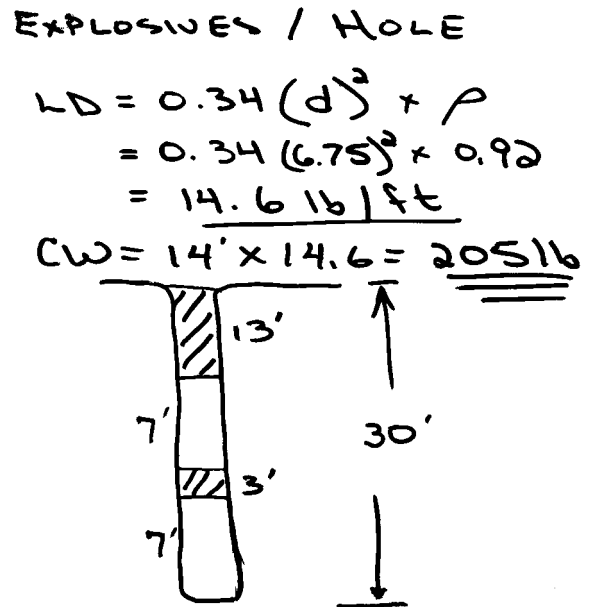 EXPLOSIVES / HOLE
LD = 0.34 (d)² × ρ
= 0.34 (6.75)² × 0.92
= 14.6 lb/ft
CW = 14' × 14.6 = 205 lb
13'
7'
30'
3'
7'